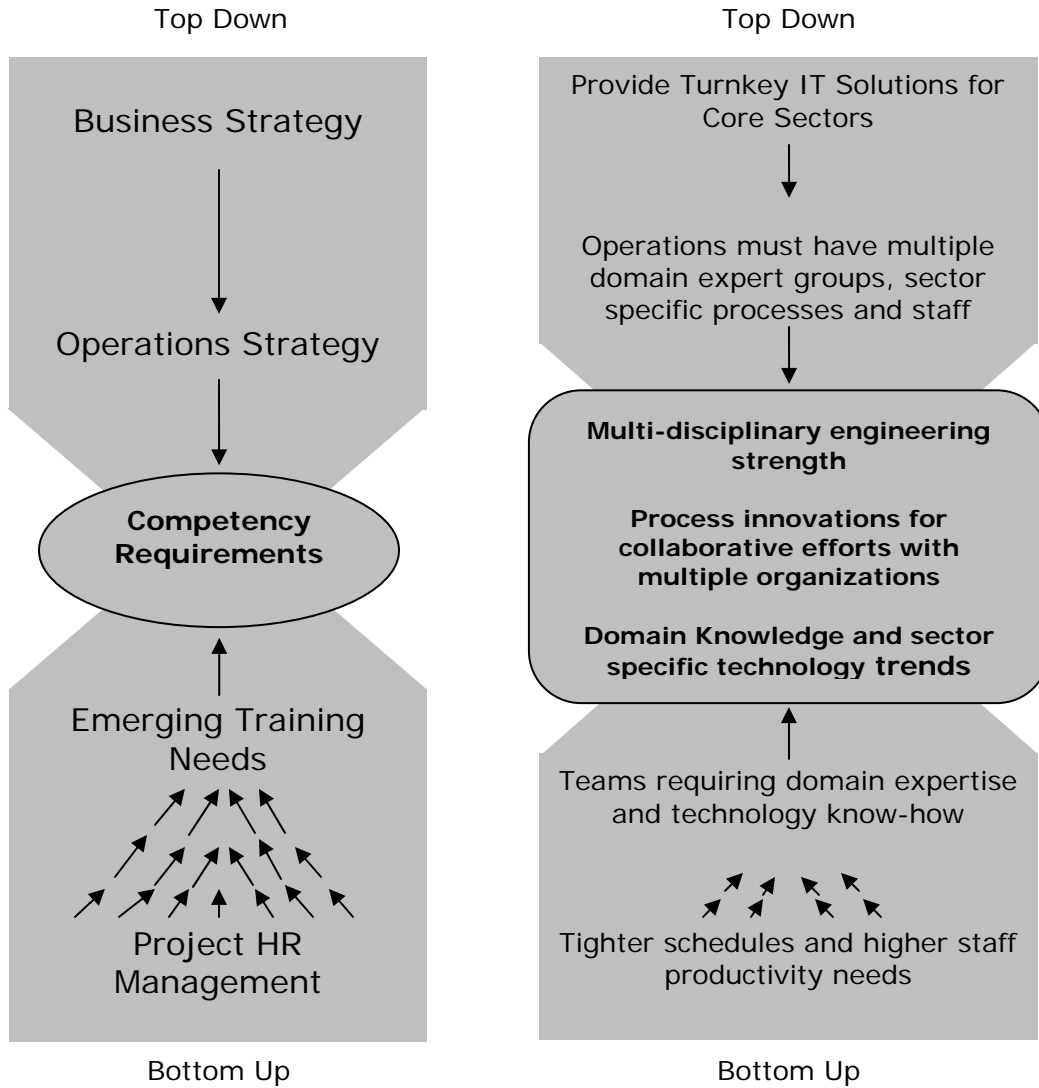 Top Down
Business Strategy
Operations Strategy
Competency
Requirements
Emerging Training
Needs
Project HR
Management
Bottom Up
Top Down
Provide Turnkey IT Solutions for
Core Sectors
Operations must have multiple
domain expert groups, sector
specific processes and staff
Multi-disciplinary engineering
strength
Process innovations for
collaborative efforts with
multiple organizations
Domain Knowledge and sector
specific technology trends
Teams requiring domain expertise
and technology know-how
Tighter schedules and higher staff
productivity needs
Bottom Up